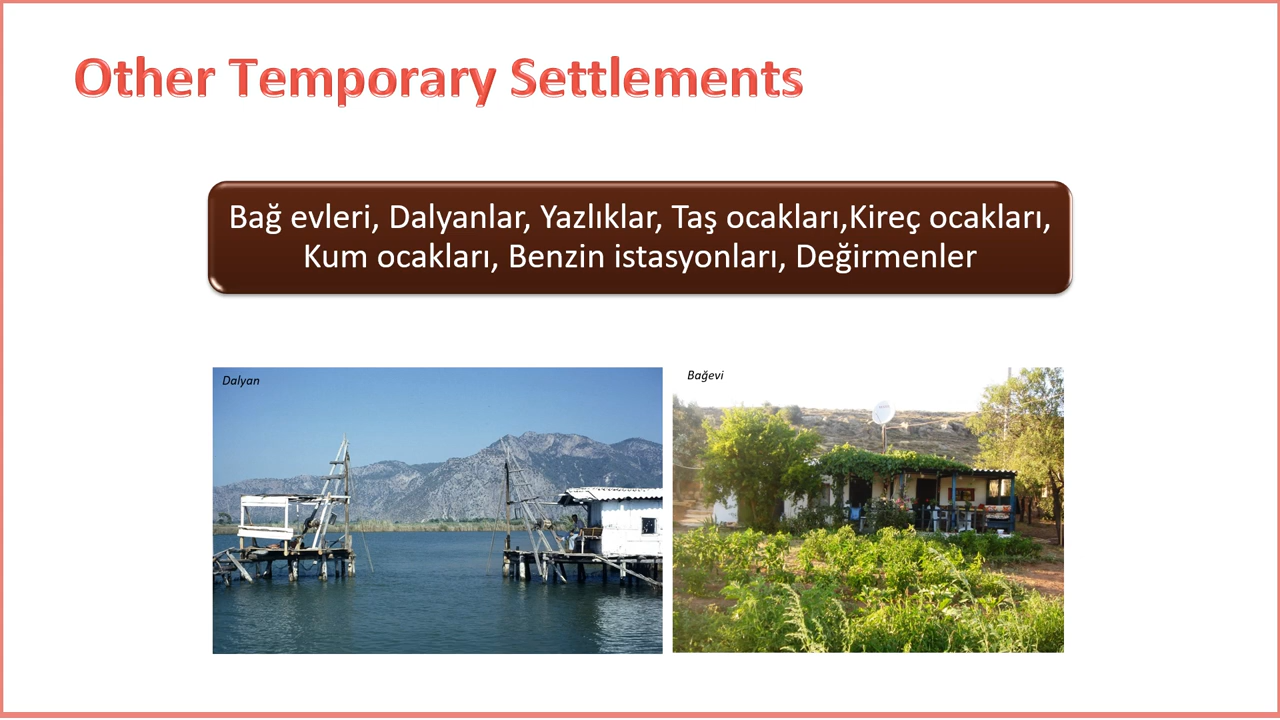 Other Temporary Settlements
Bağ evleri, Dalyanlar, Yazlıklar, Taş ocakları,Kireç ocakları,
Kum ocakları, Benzin istasyonları, Değirmenler
Dalyan
Bağevi